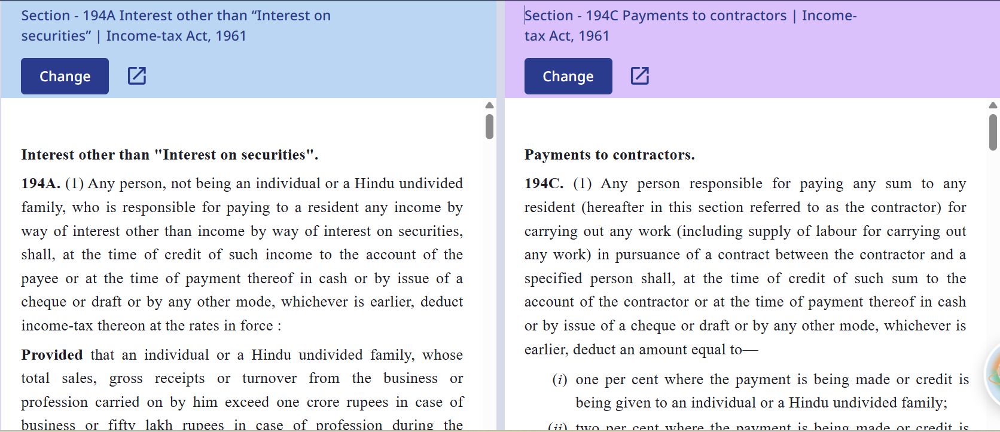 Section - 194A Interest other than “Interest on
securities” | Income-tax Act, 1961
Change
Interest other than "Interest on securities".
194A. (1) Any person, not being an individual or a Hindu undivided
family, who is responsible for paying to a resident any income by
way of interest other than income by way of interest on securities,
shall, at the time of credit of such income to the account of the
payee or at the time of payment thereof in cash or by issue of a
cheque or draft or by any other mode, whichever is earlier, deduct
income-tax thereon at the rates in force :
Provided that an individual or a Hindu undivided family, whose
total sales, gross receipts or turnover from the business or
profession carried on by him exceed one crore rupees in case of
business or fifty lakh rupees in case of profession during the
Section - 194C Payments to contractors | Income-
tax Act, 1961
Change
Payments to contractors.
194C. (1) Any person responsible for paying any sum to any
resident (hereafter in this section referred to as the contractor) for
carrying out any work (including supply of labour for carrying out
any work) in pursuance of a contract between the contractor and a
specified person shall, at the time of credit of such sum to the
account of the contractor or at the time of payment thereof in cash
or by issue of a cheque or draft or by any other mode, whichever is
earlier, deduct an amount equal to—
(i) one per cent where the payment is being made or credit is
being given to an individual or a Hindu undivided family;
(ii) two per cent where the payment is being made or credit is